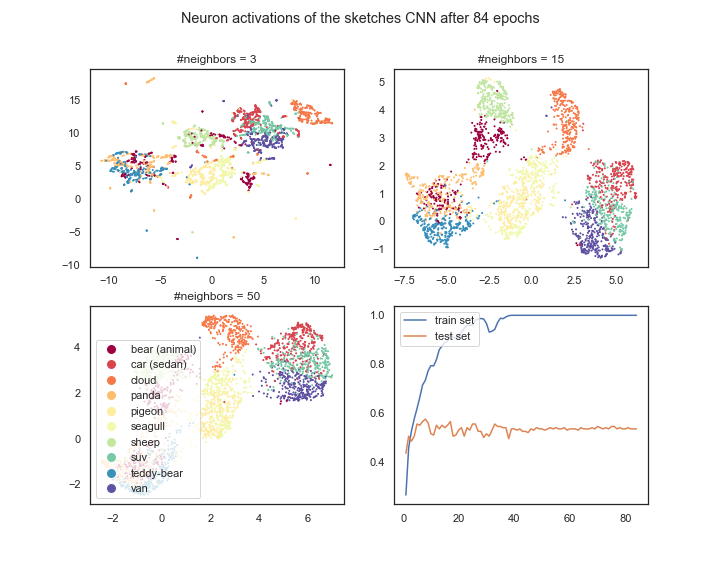 Neuron activations of the sketches CNN after 84 epochs
#neighbors = 3
15
10
5
0
−5
−10
−10
−5
0
5
10
#neighbors = 15
5
4
3
2
1
0
−1
−7.5
−5.0
−2.5
0.0
2.5
5.0
#neighbors = 50
4
2
0
−2
−2
0
2
4
6
bear (animal)
car (sedan)
cloud
panda
pigeon
seagull
sheep
suv
teddy-bear
van
1.0
0.8
0.6
0.4
0
20
40
60
80
train set
test set